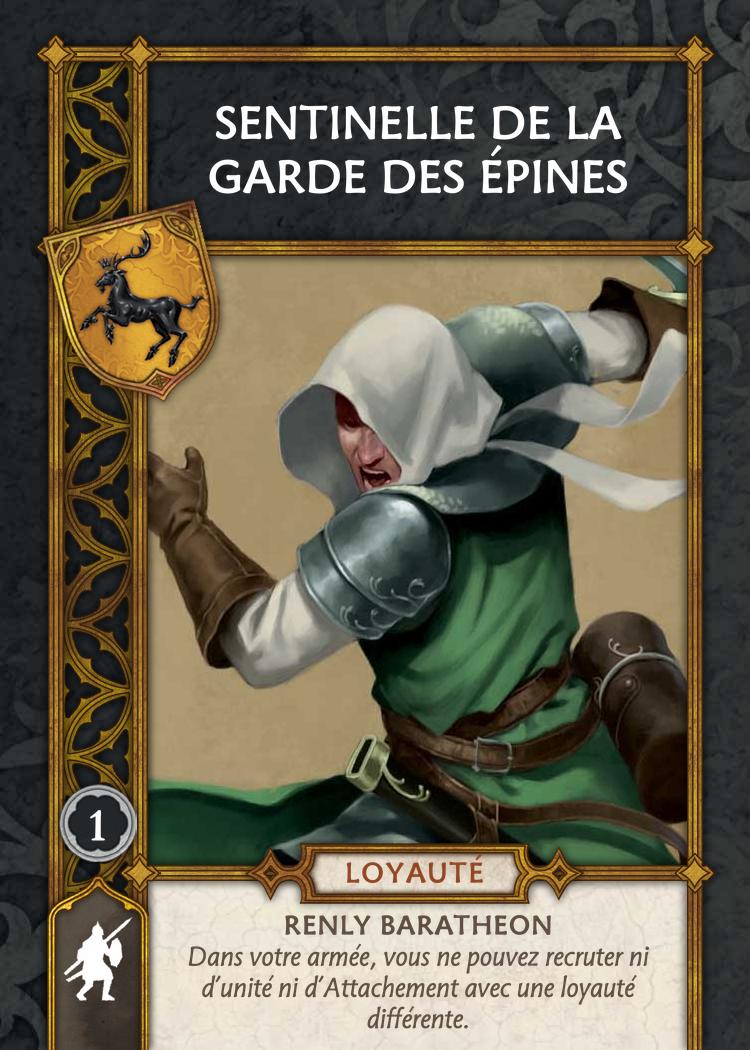 SENTINELLE DE LA
GARDE DES ÉPINES
1
LOYAUTÉ
RENLY BARATHEON
Dans votre armée, vous ne pouvez recruter ni
d'unité ni d'Attachement avec une loyauté
différente.